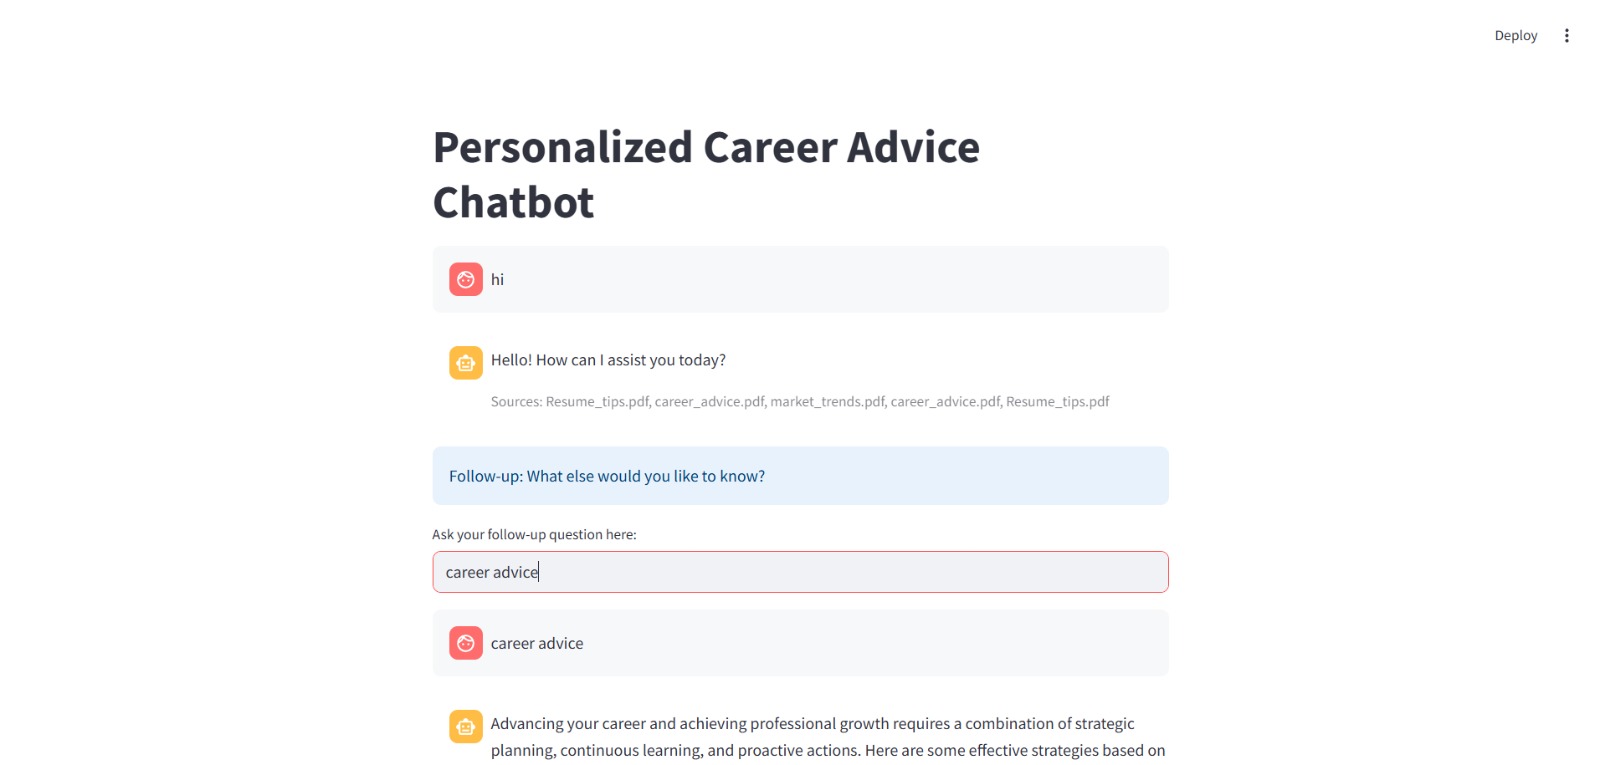 Deploy
Personalized Career Advice
Chatbot
hi
Hello! How can I assist you today?
Sources: Resume_tips.pdf, career_advice.pdf, market_trends.pdf, career_advice.pdf, Resume_tips.pdf
Follow-up: What else would you like to know?
Ask your follow-up question here:
career advice
career advice
Advancing your career and achieving professional growth requires a combination of strategic
planning, continuous learning, and proactive actions. Here are some effective strategies based on